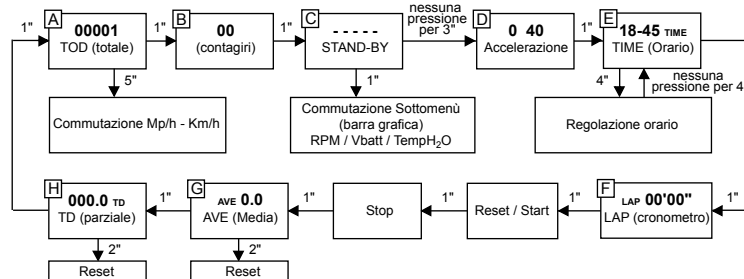 A
00001
TOD (totale)
1"
1"
5"
Commutazione Mp/h - Km/h
B
00
(contagiri)
1"
C
- - - - -
STAND-BY
nessuna
pressione
per 3"
1"
Commutazione Sottomenù
(barra grafica)
RPM / Vbatt / TempH₂O
D
0 40
Accelerazione
1"
E
18-45 TIME
TIME (Orario)
4"
nessuna
pressione per 4
Regolazione orario
1"
H
000.0 TD
TD (parziale)
1"
2"
Reset
G
AVE 0.0
AVE (Media)
1"
2"
Reset
Stop
1"
Reset / Start
1"
F
LAP 00'00"
LAP (cronometro)
1"